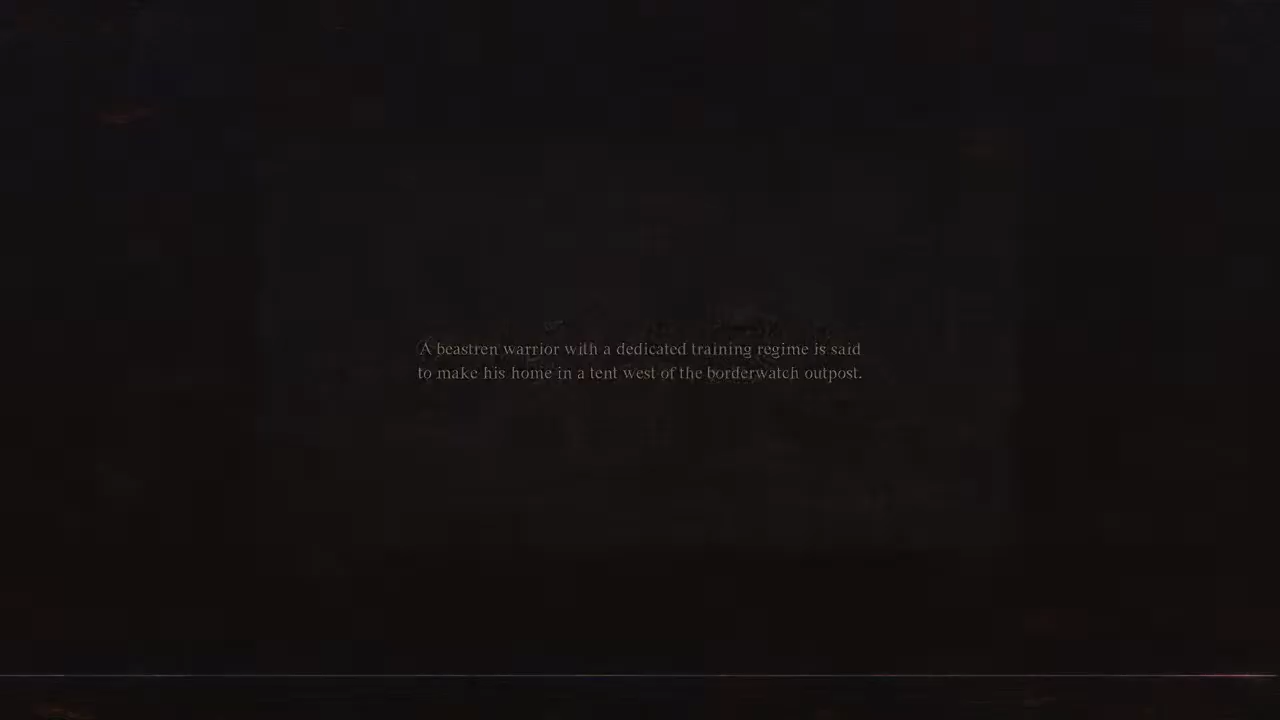 A beastren warrior with a dedicated training regime is said
to make his home in a tent west of the borderwatch outpost.